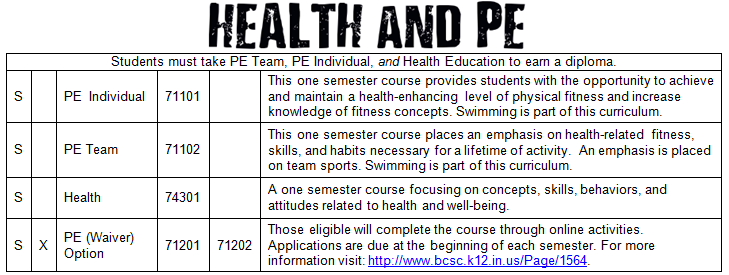 HEALTH AND PE
Students must take PE Team, PE Individual, and Health Education to earn a diploma.
S PE Individual 71101 This one semester course provides students with the opportunity to achieve
and maintain a health-enhancing level of physical fitness and increase
knowledge of fitness concepts. Swimming is part of this curriculum.
S PE Team 71102 This one semester course places an emphasis on health-related fitness,
skills, and habits necessary for a lifetime of activity. An emphasis is placed
on team sports. Swimming is part of this curriculum.
S Health 74301 A one semester course focusing on concepts, skills, behaviors, and
attitudes related to health and well-being.
S X PE (Waiver)
Option 71201 71202 Those eligible will complete the course through online activities.
Applications are due at the beginning of each semester. For more
information visit: http://www.bcsc.k12.in.us/Page/1564.